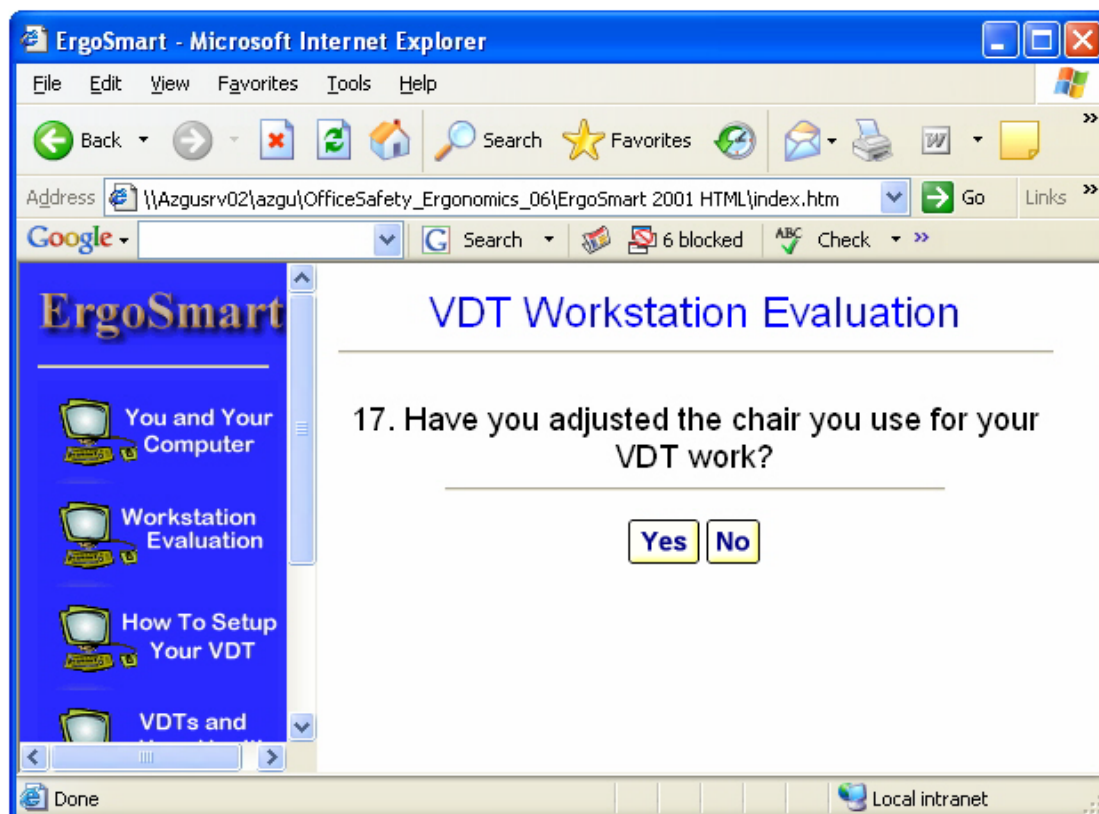 ErgoSmart - Microsoft Internet Explorer
File Edit View Favorites Tools Help
Back Search Favorites W »
Address \\Azgusrv02\azgu\OfficeSafety_Ergonomics_06\ErgoSmart 2001 HTML\index.htm Go Links »
Google G Search 6 blocked ABC Check »
ErgoSmart
You and Your
Computer
Workstation
Evaluation
How To Setup
Your VDT
VDTs and
VDT Workstation Evaluation
17. Have you adjusted the chair you use for your
VDT work?
Yes No
Done Local intranet